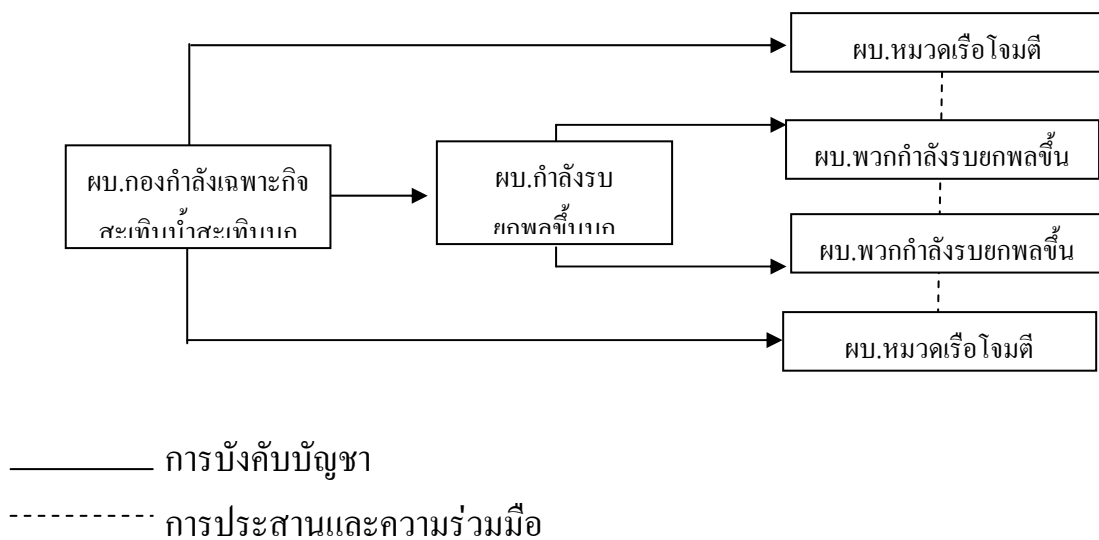 ผบ.หมวดเรือโจมตี
ผบ.พวกกำลังรบยกพลขึ้น
ผบ.กองกำลังเฉพาะกิจ
สะเทินน้ำสะเทินบก
ผบ.กำลังรบ
ยกพลขึ้นบก
ผบ.พวกกำลังรบยกพลขึ้น
ผบ.หมวดเรือโจมตี
การบังคับบัญชา
การประสานและความร่วมมือ